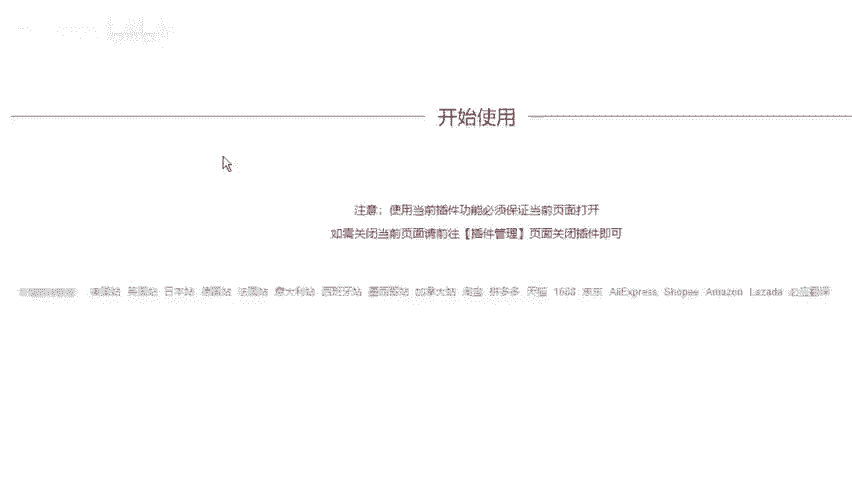 开始使用
注意：使用当前插件功能必须保证当前页面打开
如需关闭当前页面请前往【插件管理】页面关闭插件即可
美国站 英国站 日本站 德国站 法国站 意大利站 西班牙站 墨西哥站 加拿大站 淘宝 拼多多 天猫 1688 京东 AliExpress Shopee Amazon Lazada 必应翻译